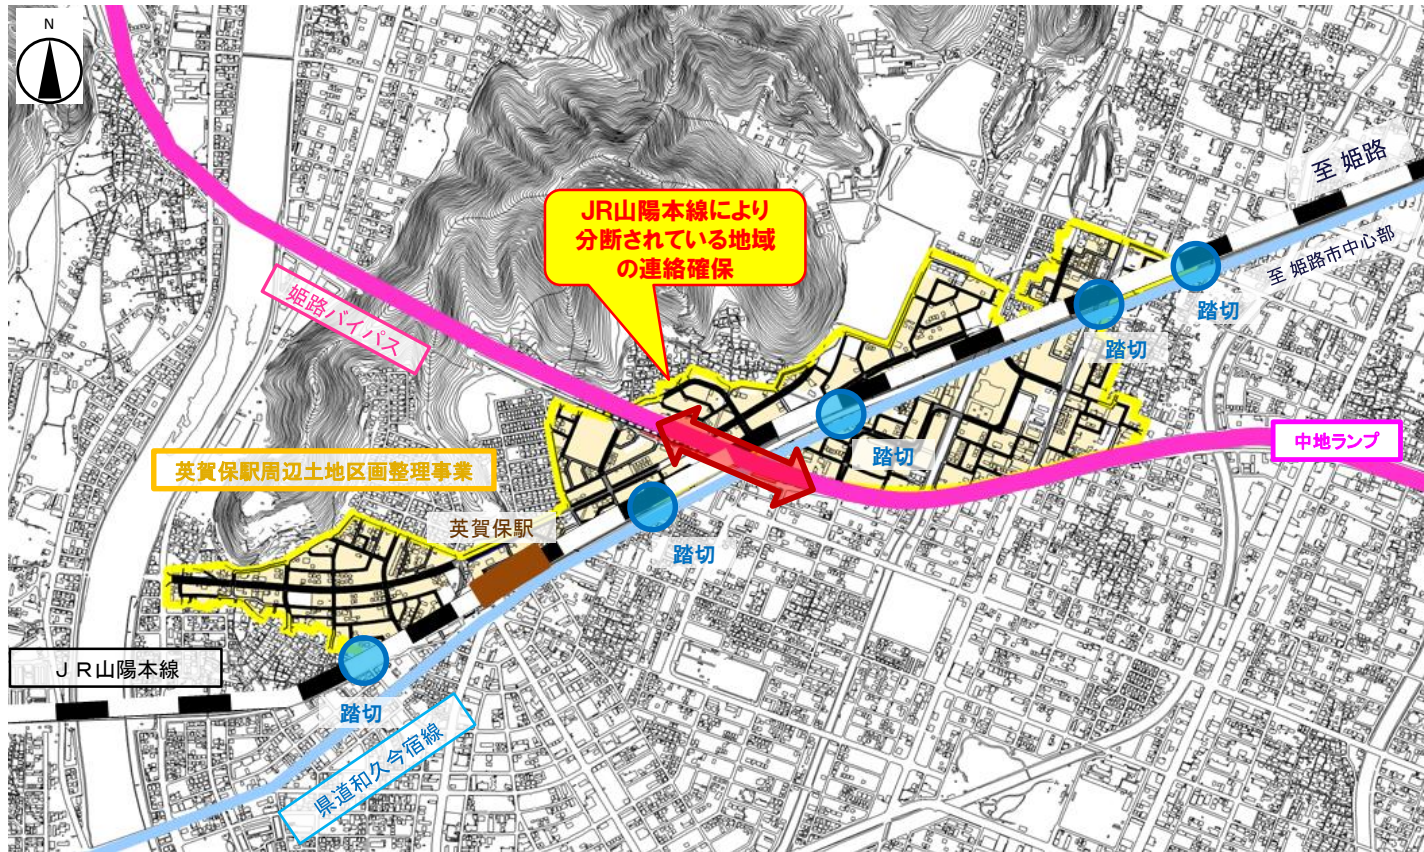 N
至 姫路
JR山陽本線により
分断されている地域
の連絡確保
至 姫路市中心部
姫路バイパス
踏切
踏切
中地ランプ
踏切
英賀保駅周辺土地区画整理事業
英賀保駅
踏切
ＪＲ山陽本線
踏切
県道和久今宿線